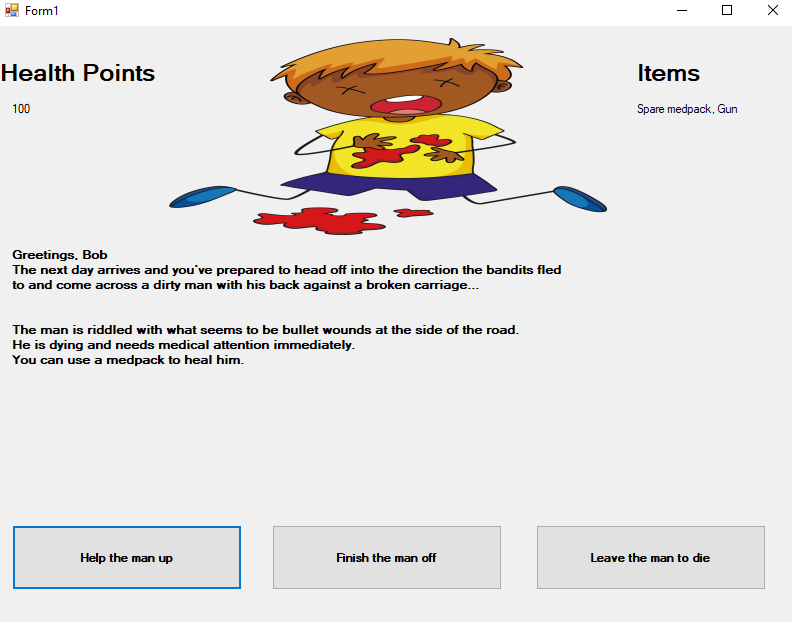 Form1
Health Points
Items
100
Spare medpack, Gun
Greetings, Bob
The next day arrives and you've prepared to head off into the direction the bandits fled
to and come across a dirty man with his back against a broken carriage...
The man is riddled with what seems to be bullet wounds at the side of the road.
He is dying and needs medical attention immediately.
You can use a medpack to heal him.
Help the man up
Finish the man off
Leave the man to die